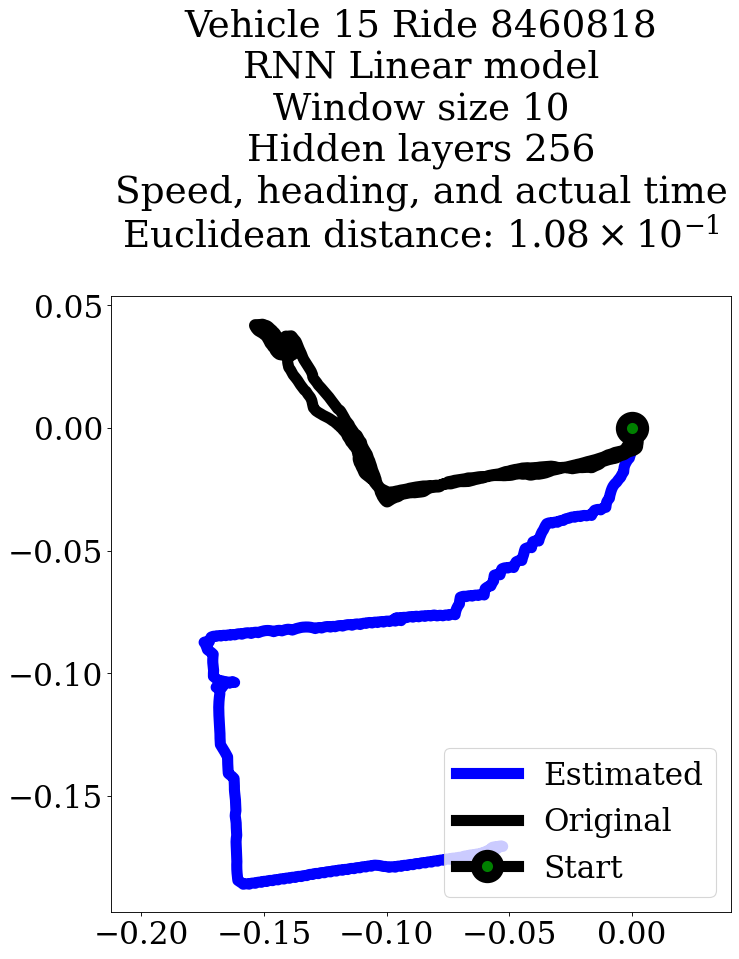 Vehicle 15 Ride 8460818
RNN Linear model
Window size 10
Hidden layers 256
Speed, heading, and actual time
Euclidean distance: 1.08 × 10⁻¹
0.05
0.00
−0.05
−0.10
−0.15
Estimated
Original
Start
−0.20 −0.15 −0.10 −0.05 0.00